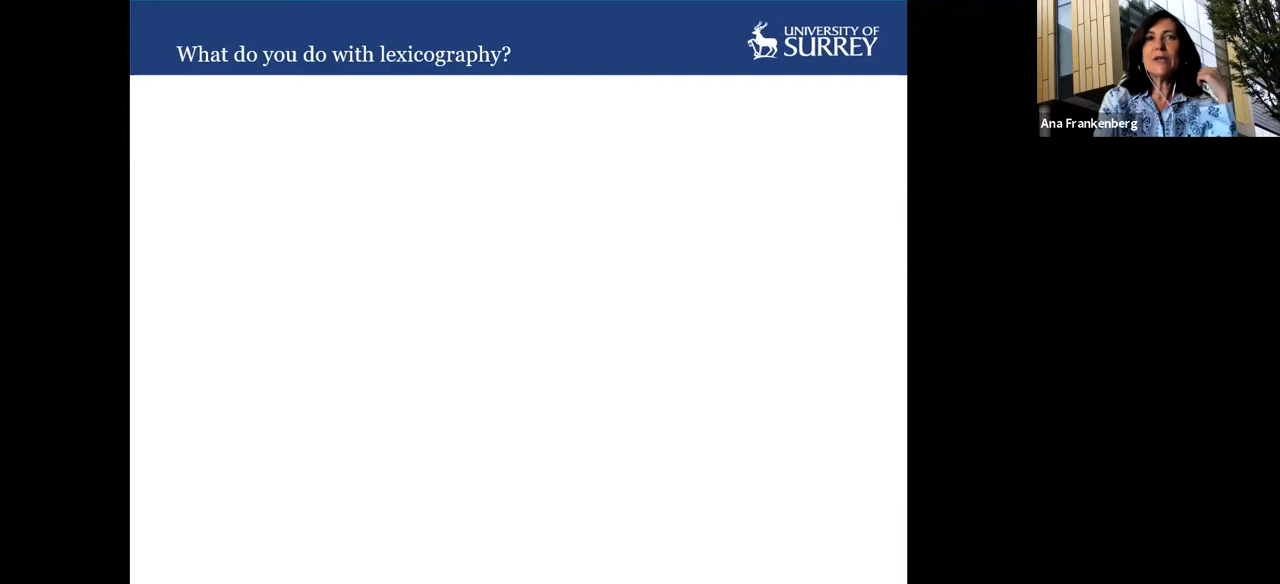 What do you do with lexicography?
UNIVERSITY OF
SURREY
Ana Frankenberg